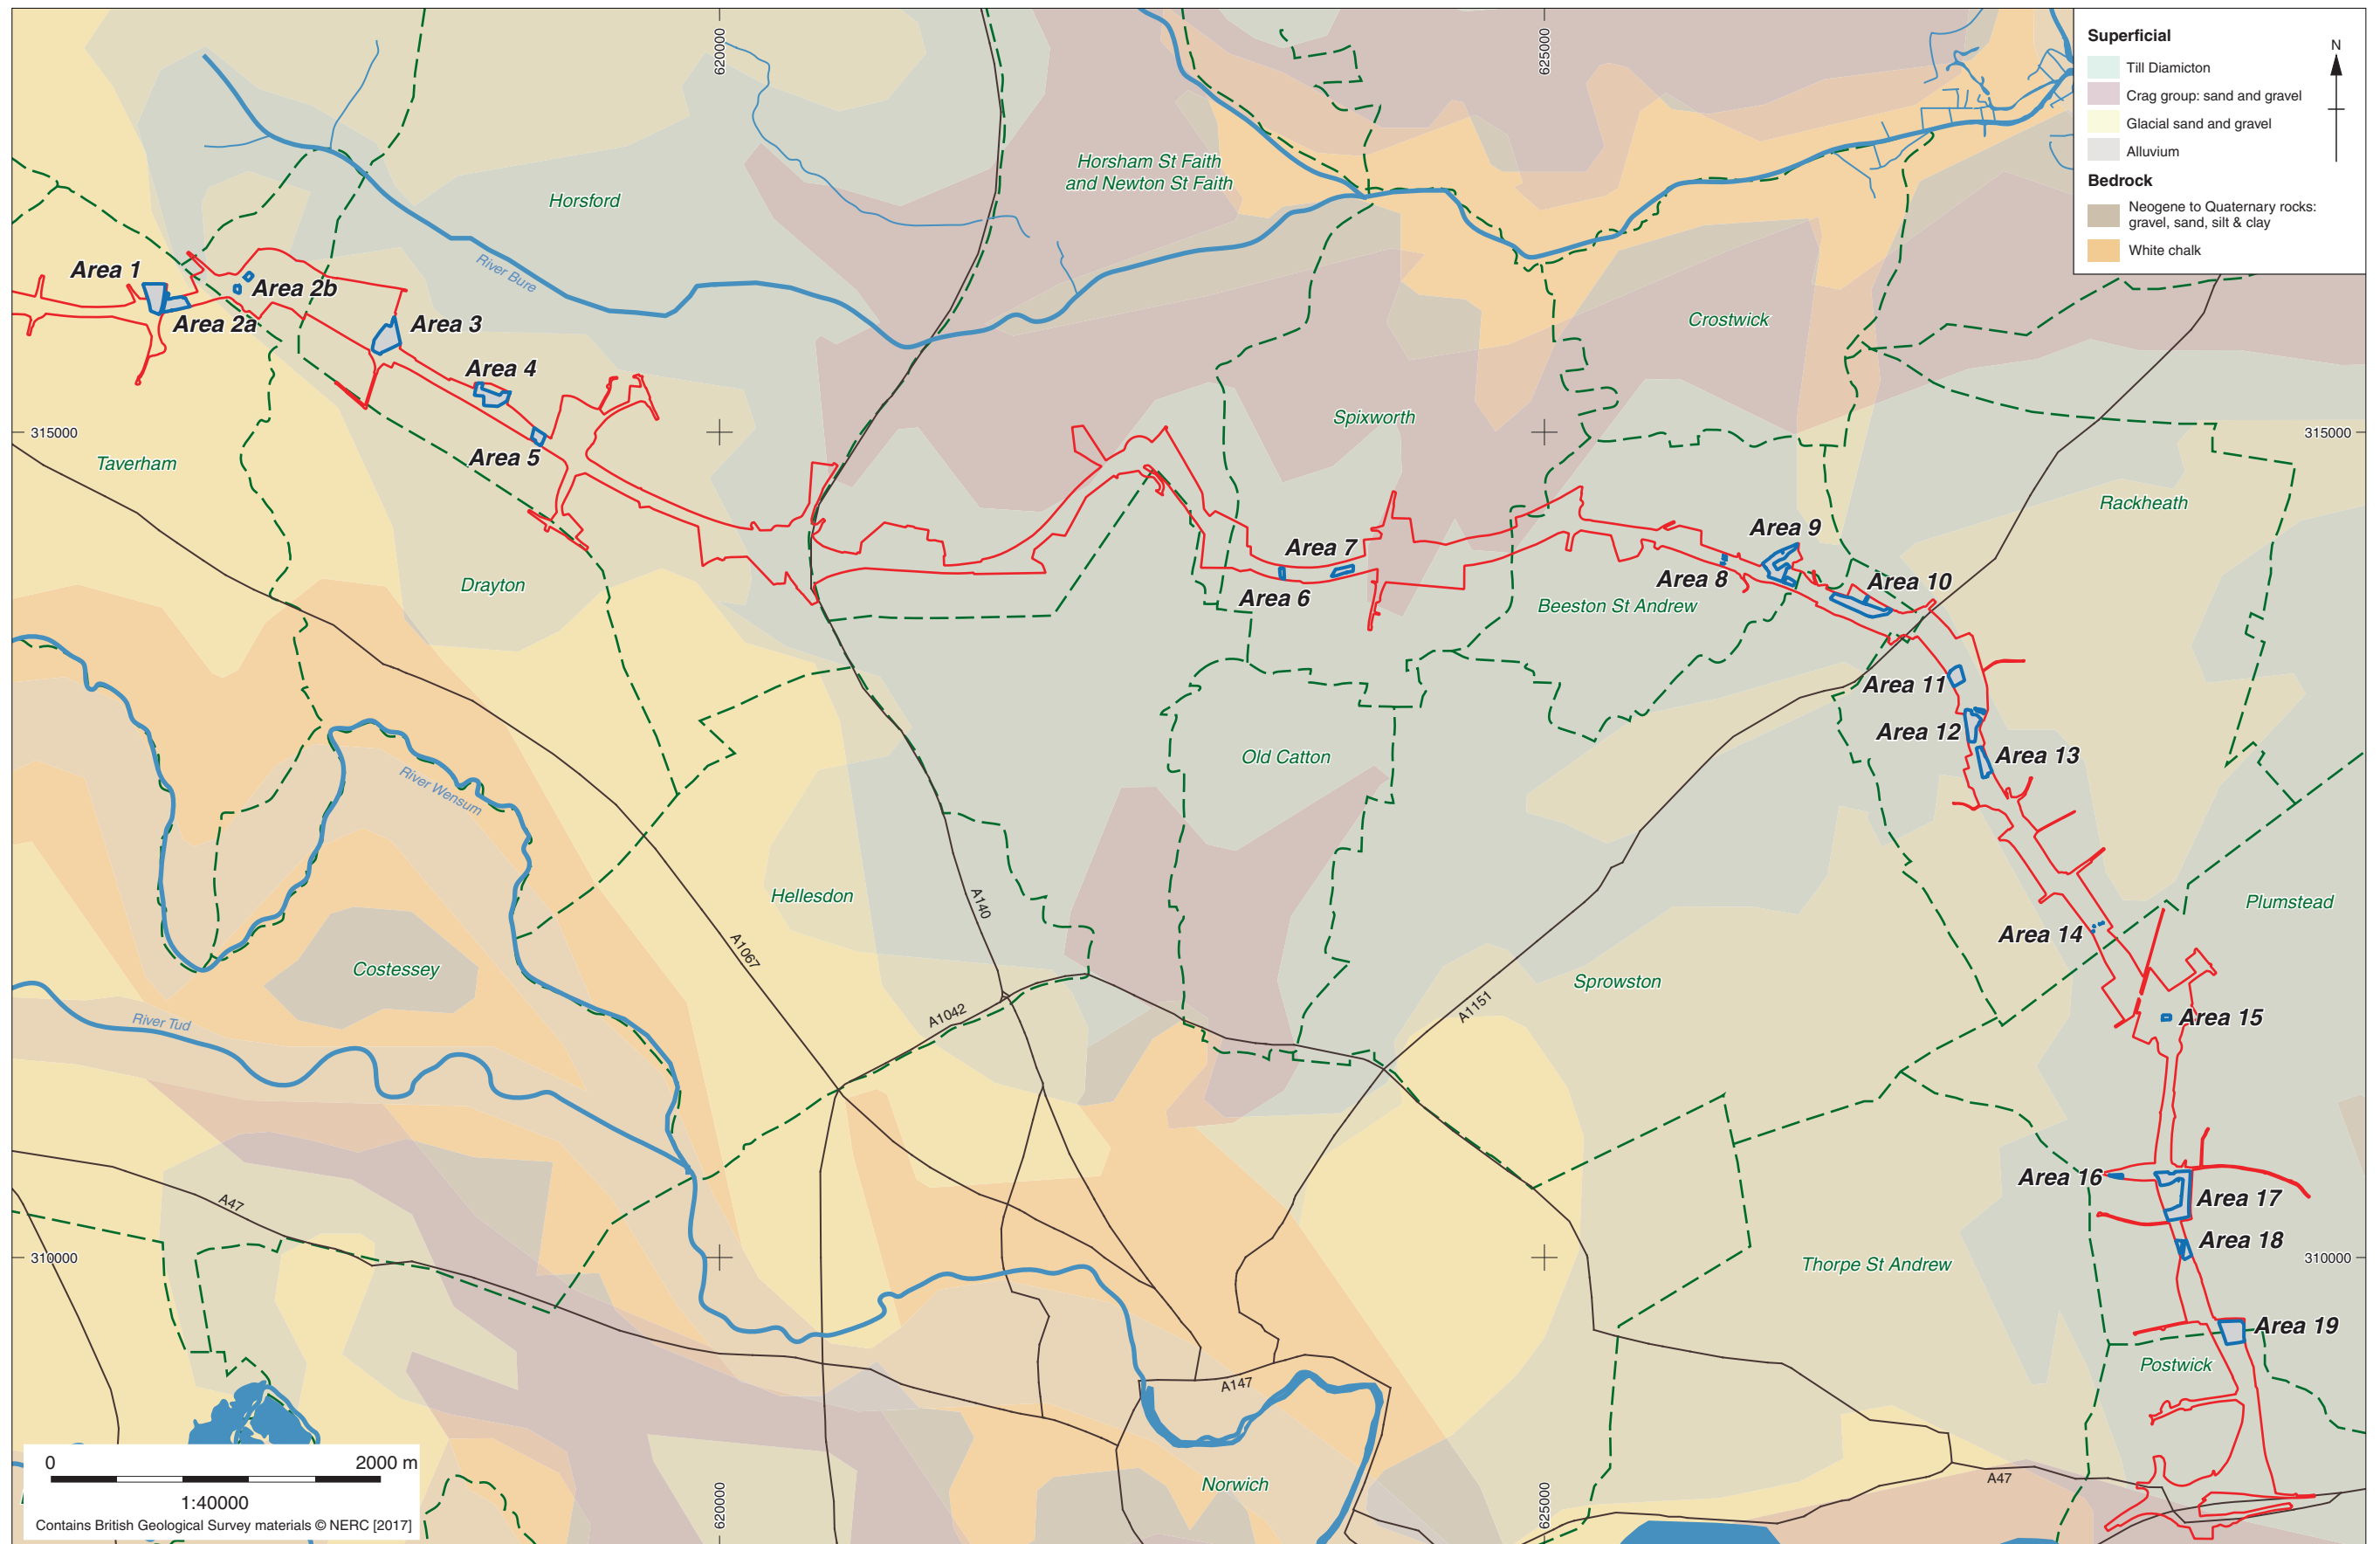 620000
625000
Superficial
N
Till Diamicton
Crag group: sand and gravel
Glacial sand and gravel
Alluvium
Bedrock
Neogene to Quaternary rocks:
gravel, sand, silt & clay
White chalk
Horsham St Faith
and Newton St Faith
Horsford
River Bure
Area 1
Area 2b
Area 2a
Area 3
Crostwick
Area 4
Spixworth
315000
315000
Taverham
Area 5
Rackheath
Area 9
Area 7
Area 8
Area 10
Drayton
Area 6
Beeston St Andrew
Area 11
Area 12
Area 13
Old Catton
River Wensum
Hellesdon
A140
Plumstead
Area 14
A1067
Costessey
Sprowston
A1042
A1151
Area 15
River Tud
Area 16
Area 17
A47
Area 18
310000
310000
Thorpe St Andrew
Area 19
Postwick
A147
0
2000 m
1:40000
Contains British Geological Survey materials © NERC [2017]
Norwich
A47
620000
625000